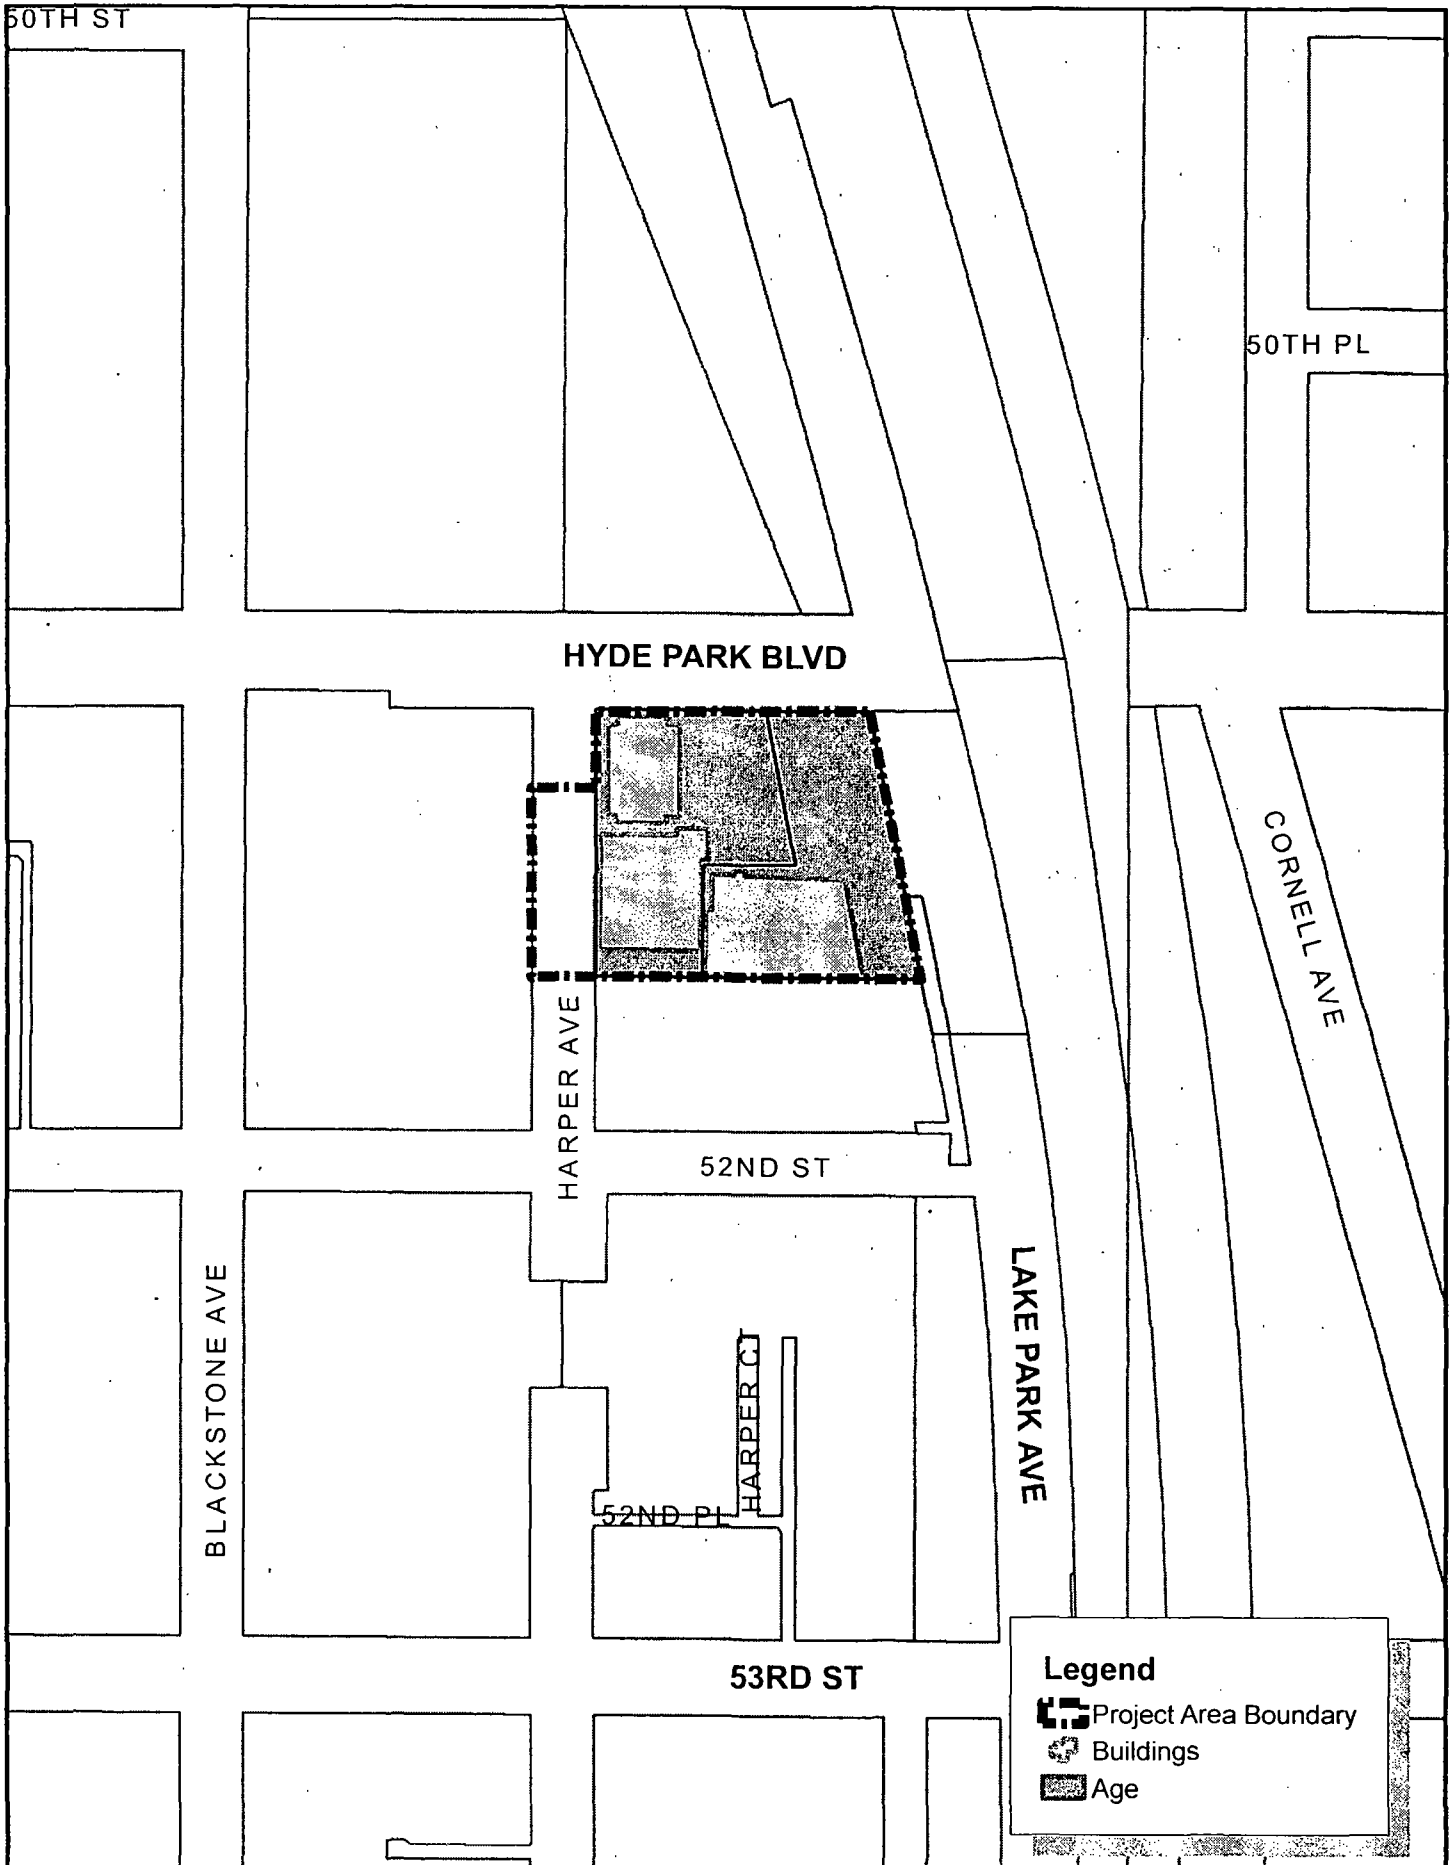 50TH ST
50TH PL
HYDE PARK BLVD
CORNELL AVE
HARPER AVE
52ND ST
LAKE PARK AVE
BLACKSTONE AVE
HARPER CT
52ND PL
53RD ST
Legend
Project Area Boundary
Buildings
Age